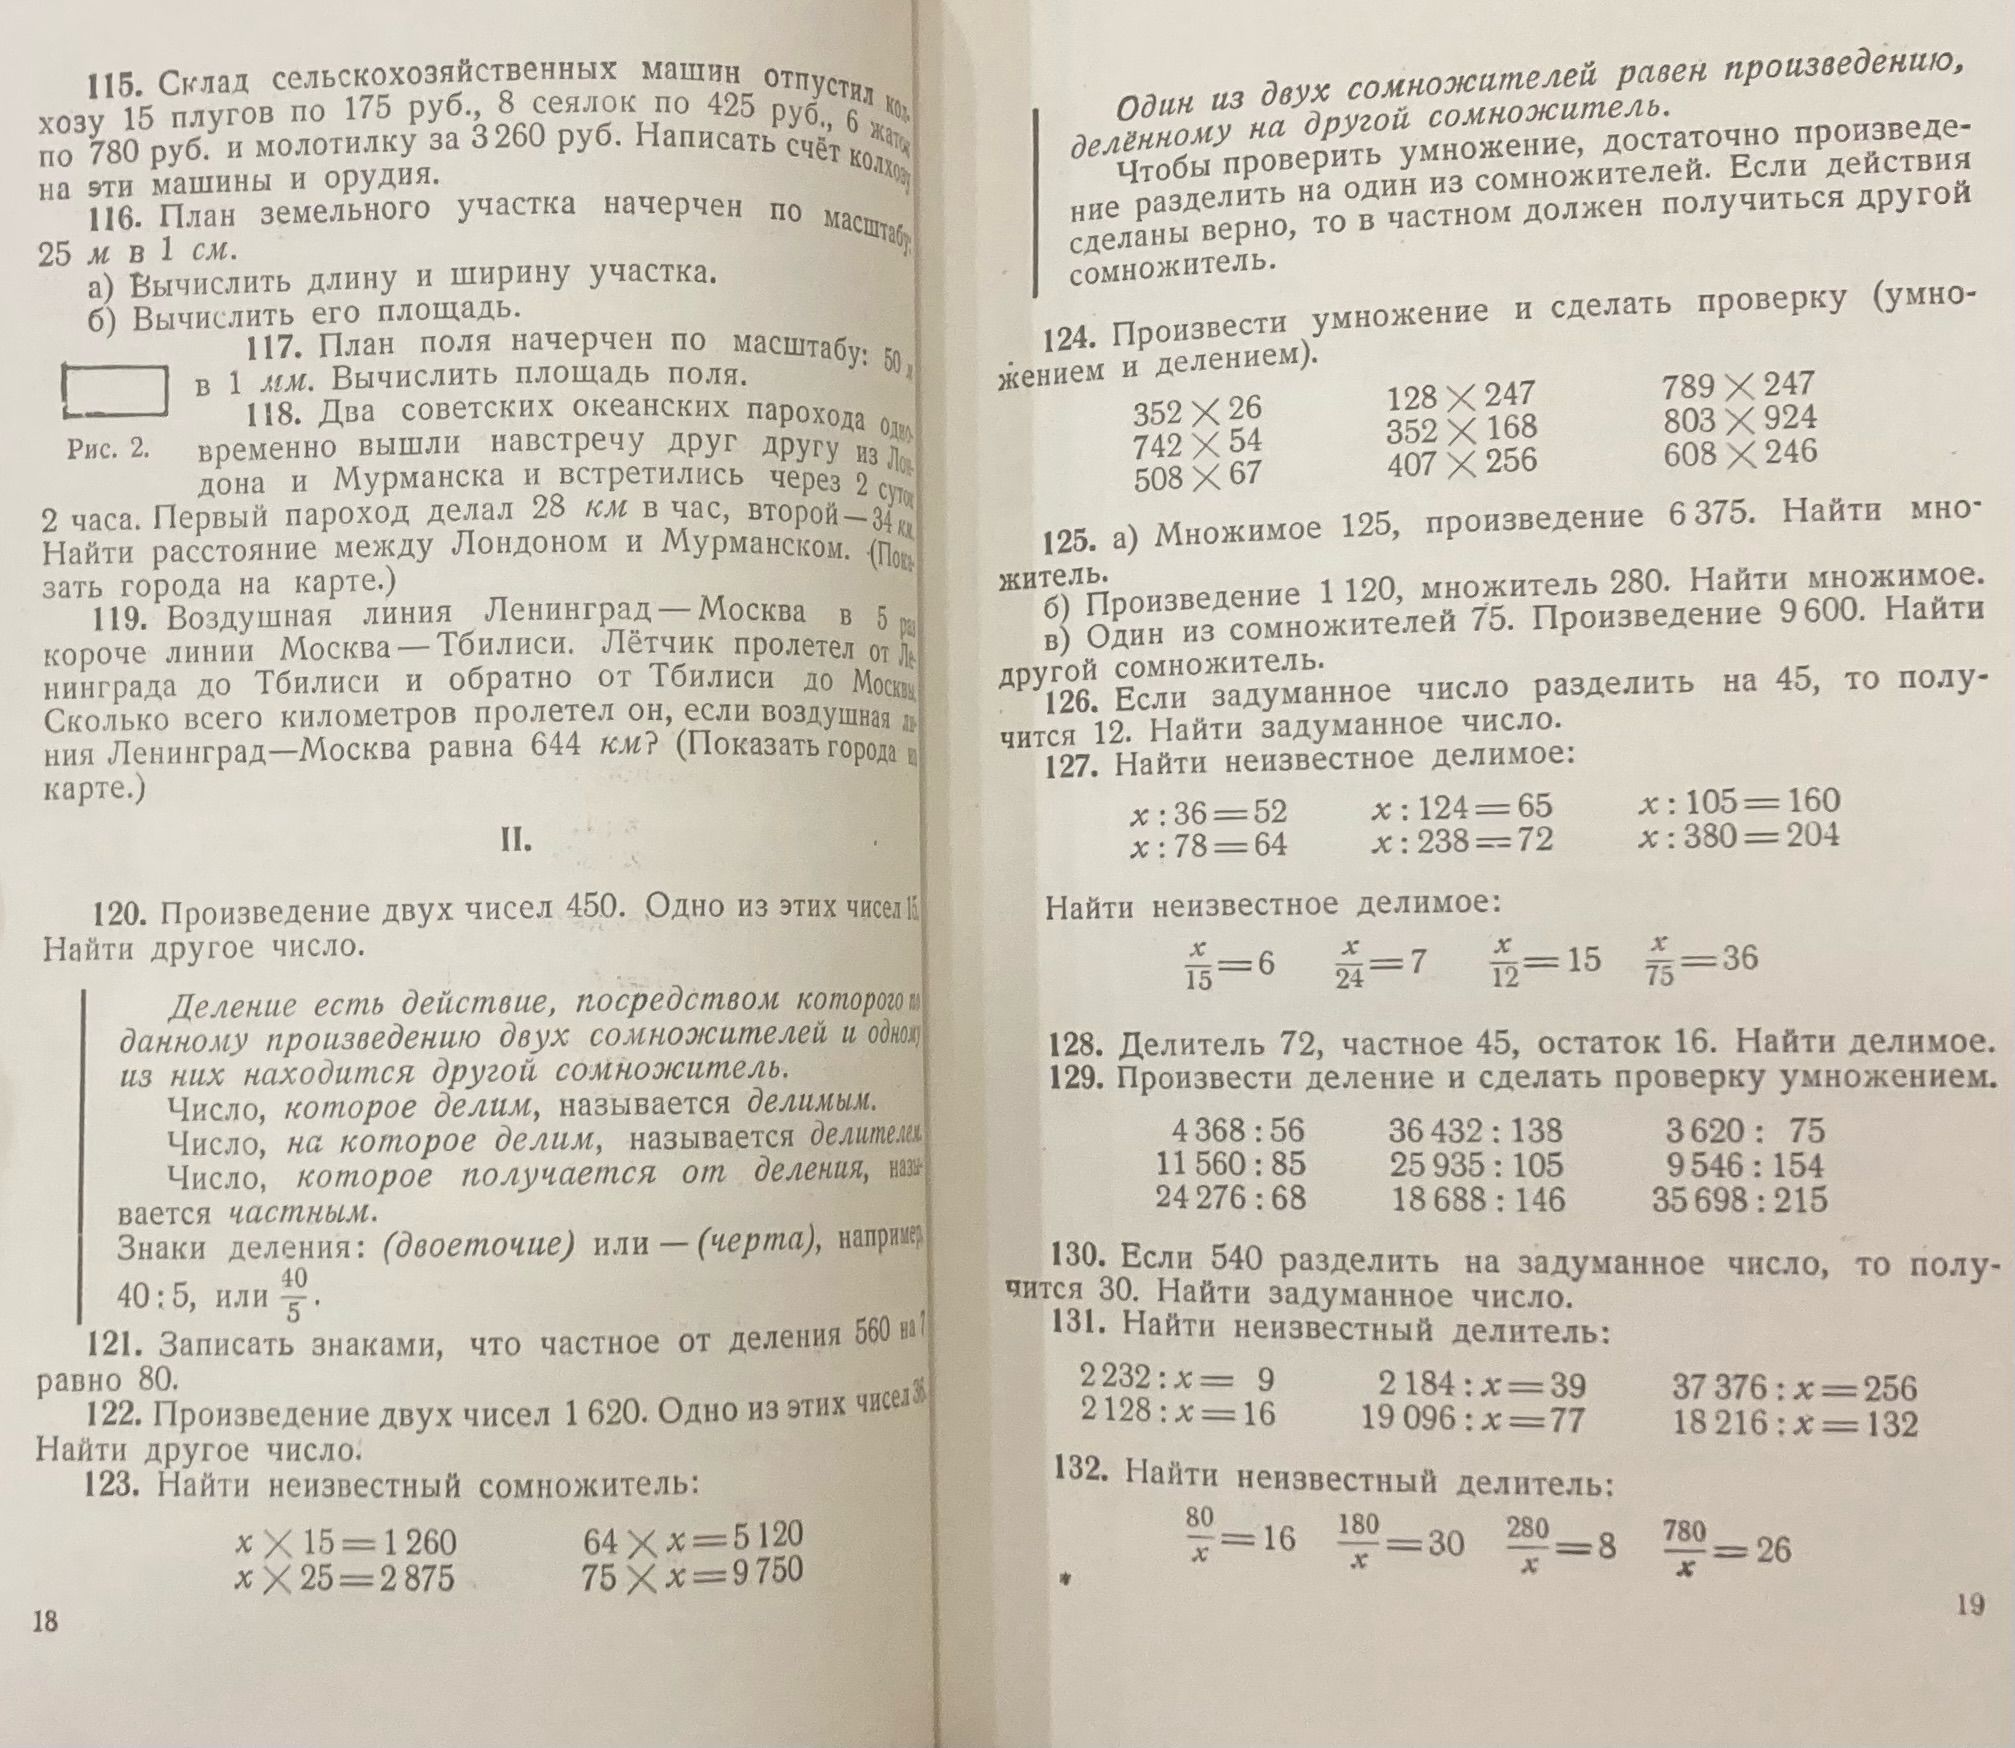 115. Склад сельскохозяйственных машин отпустил кол-
хозу 15 плугов по 175 руб., 8 сеялок по 425 руб., 6 жаток
по 780 руб. и молотилку за 3 260 руб. Написать счёт колхозу
на эти машины и орудия.
116. План земельного участка начерчен по масштабу:
25 м в 1 см.
а) Вычислить длину и ширину участка.
б) Вычислить его площадь.
117. План поля начерчен по масштабу: 50 м
в 1 мм. Вычислить площадь поля.
118. Два советских океанских парохода одно-
Рис. 2.
временно вышли навстречу друг другу из Лон-
дона и Мурманска и встретились через 2 суток
2 часа. Первый пароход делал 28 км в час, второй — 34 км.
Найти расстояние между Лондоном и Мурманском. (Пока-
зать города на карте.)
119. Воздушная линия Ленинград — Москва в 5 раз
короче линии Москва — Тбилиси. Лётчик пролетел от Ле-
нинграда до Тбилиси и обратно от Тбилиси до Москвы.
Сколько всего километров пролетел он, если воздушная ли-
ния Ленинград—Москва равна 644 км? (Показать города на
карте.)
II.
120. Произведение двух чисел 450. Одно из этих чисел 15.
Найти другое число.
Деление есть действие, посредством которого по
данному произведению двух сомножителей и одному
из них находится другой сомножитель.
Число, которое делим, называется делимым.
Число, на которое делим, называется делителем.
Число, которое получается от деления, назы-
вается частным.
Знаки деления: (двоеточие) или — (черта), например,
40 : 5, или 40/5.
121. Записать знаками, что частное от деления 560 на 7
равно 80.
122. Произведение двух чисел 1 620. Одно из этих чисел 36.
Найти другое число.
123. Найти неизвестный сомножитель:
x × 15 = 1 260 64 × x = 5 120
x × 25 = 2 875 75 × x = 9 750
18
Один из двух сомножителей равен произведению,
делённому на другой сомножитель.
Чтобы проверить умножение, достаточно произведе-
ние разделить на один из сомножителей. Если действия
сделаны верно, то в частном должен получиться другой
сомножитель.
124. Произвести умножение и сделать проверку (умно-
жением и делением).
352 × 26 128 × 247 789 × 247
742 × 54 352 × 168 803 × 924
508 × 67 407 × 256 608 × 246
125. а) Множимое 125, произведение 6 375. Найти мно-
житель.
б) Произведение 1 120, множитель 280. Найти множимое.
в) Один из сомножителей 75. Произведение 9 600. Найти
другой сомножитель.
126. Если задуманное число разделить на 45, то полу-
чится 12. Найти задуманное число.
127. Найти неизвестное делимое:
x : 36 = 52 x : 124 = 65 x : 105 = 160
x : 78 = 64 x : 238 = 72 x : 380 = 204
Найти неизвестное делимое:
x/15 = 6 x/24 = 7 x/12 = 15 x/75 = 36
128. Делитель 72, частное 45, остаток 16. Найти делимое.
129. Произвести деление и сделать проверку умножением.
4 368 : 56 36 432 : 138 3 620 : 75
11 560 : 85 25 935 : 105 9 546 : 154
24 276 : 68 18 688 : 146 35 698 : 215
130. Если 540 разделить на задуманное число, то полу-
чится 30. Найти задуманное число.
131. Найти неизвестный делитель:
2 232 : x = 9 2 184 : x = 39 37 376 : x = 256
2 128 : x = 16 19 096 : x = 77 18 216 : x = 132
132. Найти неизвестный делитель:
80/x = 16 180/x = 30 280/x = 8 780/x = 26
*
19